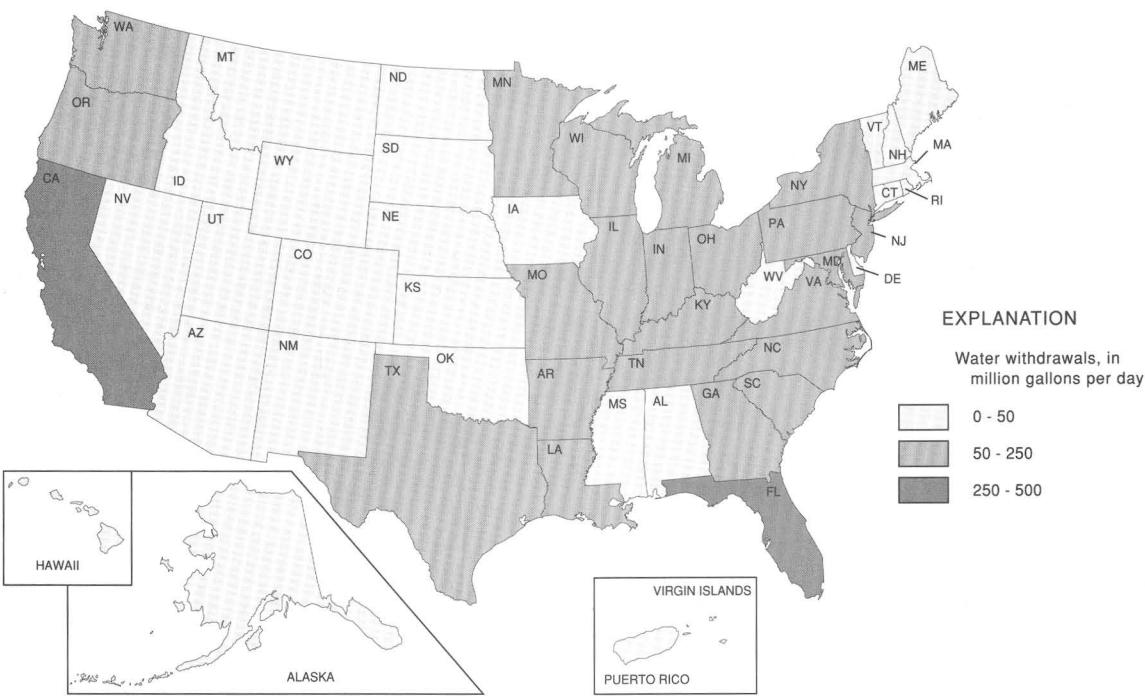 WA
MT
ND
MN
ME
OR
VT
WI
SD
MA
MI
NH
WY
CA
ID
NY
CT
NV
RI
IA
UT
NE
PA
IL
IN
OH
NJ
CO
MD
MO
WV
DE
VA
KS
KY
EXPLANATION
AZ
NM
OK
TN
NC
Water withdrawals, in
million gallons per day
TX
AR
SC
MS
AL
GA
0 - 50
LA
50 - 250
FL
250 - 500
HAWAII
VIRGIN ISLANDS
ALASKA
PUERTO RICO